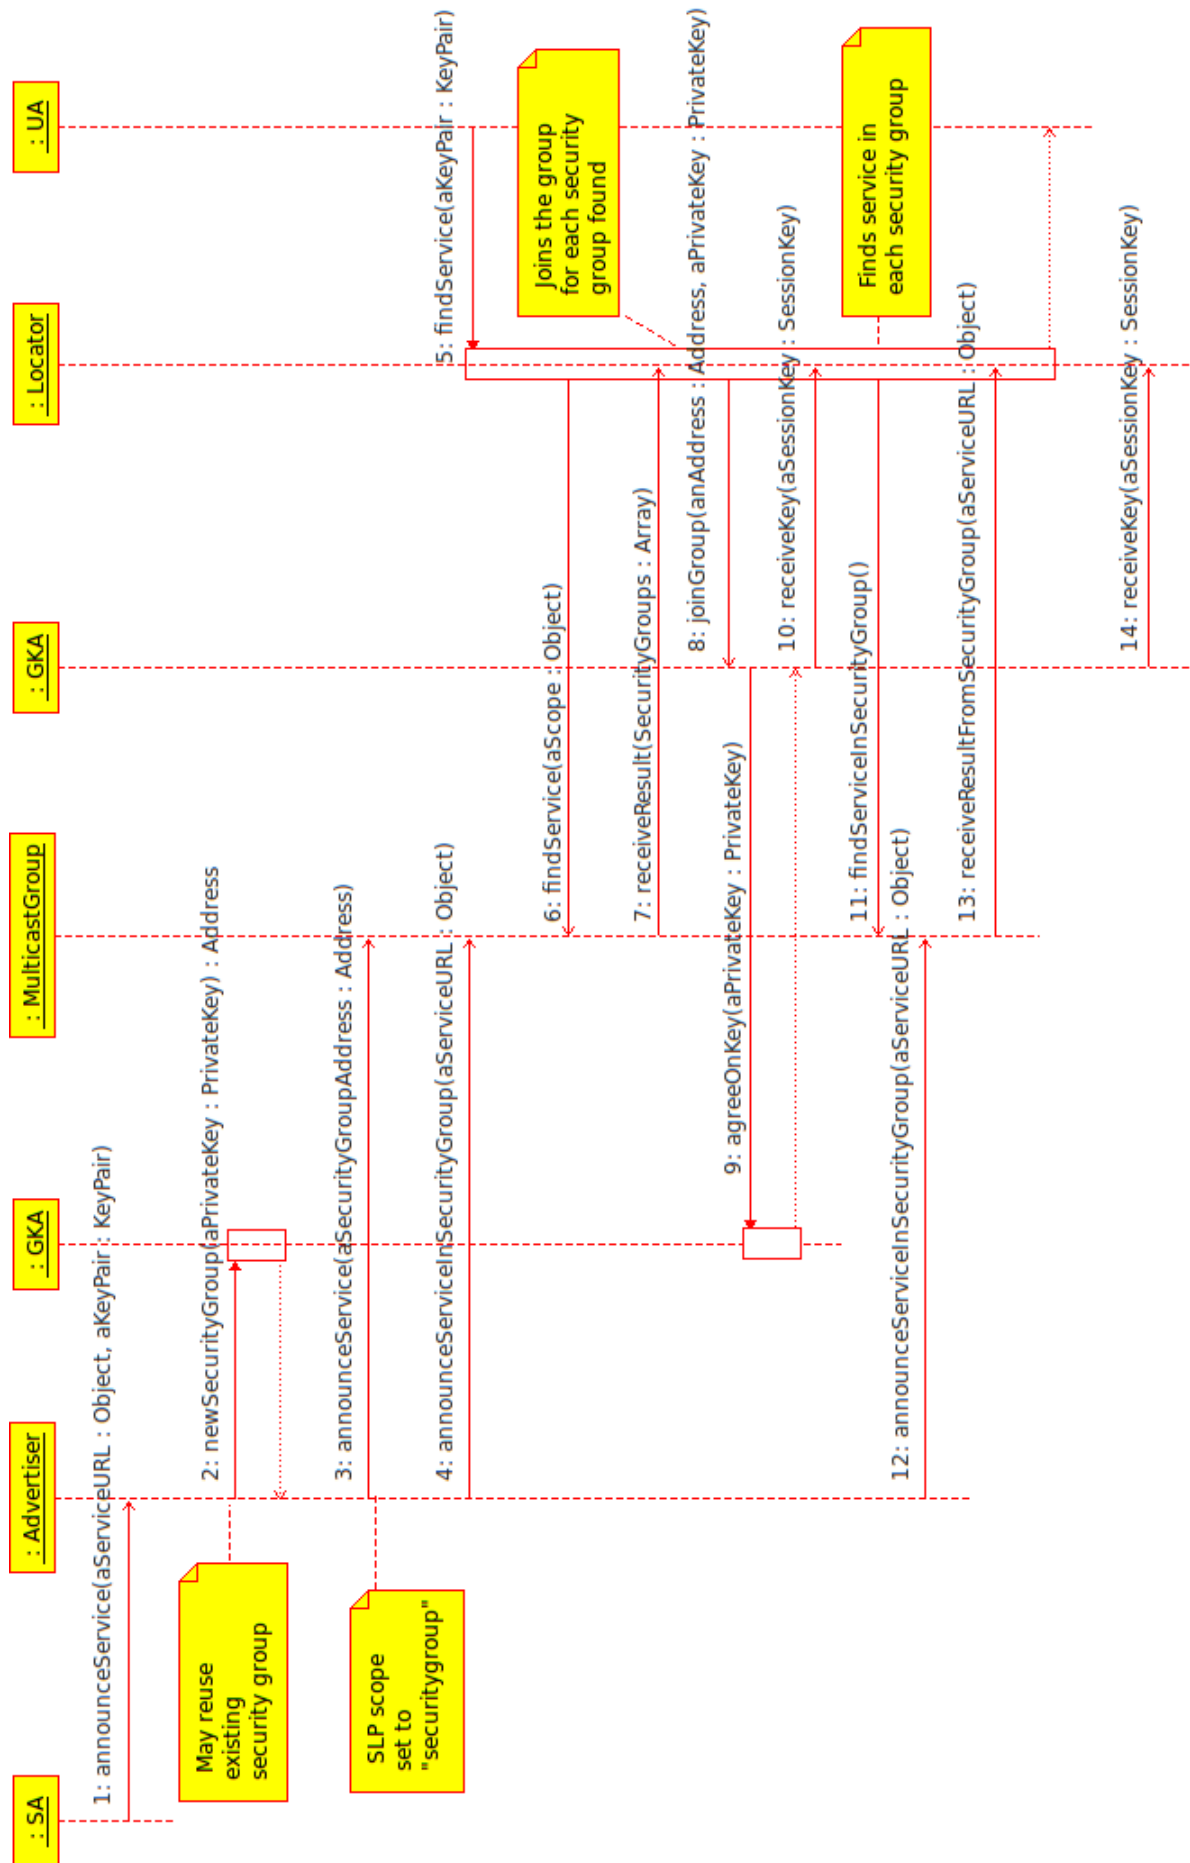 : SA
: Advertiser
: GKA
: MulticastGroup
: GKA
: Locator
: UA
1: announceService(aServiceURL : Object, aKeyPair : KeyPair)
May reuse
existing
security group
2: newSecurityGroup(aPrivateKey : PrivateKey) : Address
SLP scope
set to
"securitygroup"
3: announceService(aSecurityGroupAddress : Address)
4: announceServiceInSecurityGroup(aServiceURL : Object)
5: findService(aKeyPair : KeyPair)
6: findService(aScope : Object)
Joins the group
for each security
group found
7: receiveResult(SecurityGroups : Array)
8: joinGroup(anAddress : Address, aPrivateKey : PrivateKey)
9: agreeOnKey(aPrivateKey : PrivateKey)
10: receiveKey(aSessionKey : SessionKey)
Finds service in
each security group
11: findServiceInSecurityGroup()
12: announceServiceInSecurityGroup(aServiceURL : Object)
13: receiveResultFromSecurityGroup(aServiceURL : Object)
14: receiveKey(aSessionKey : SessionKey)